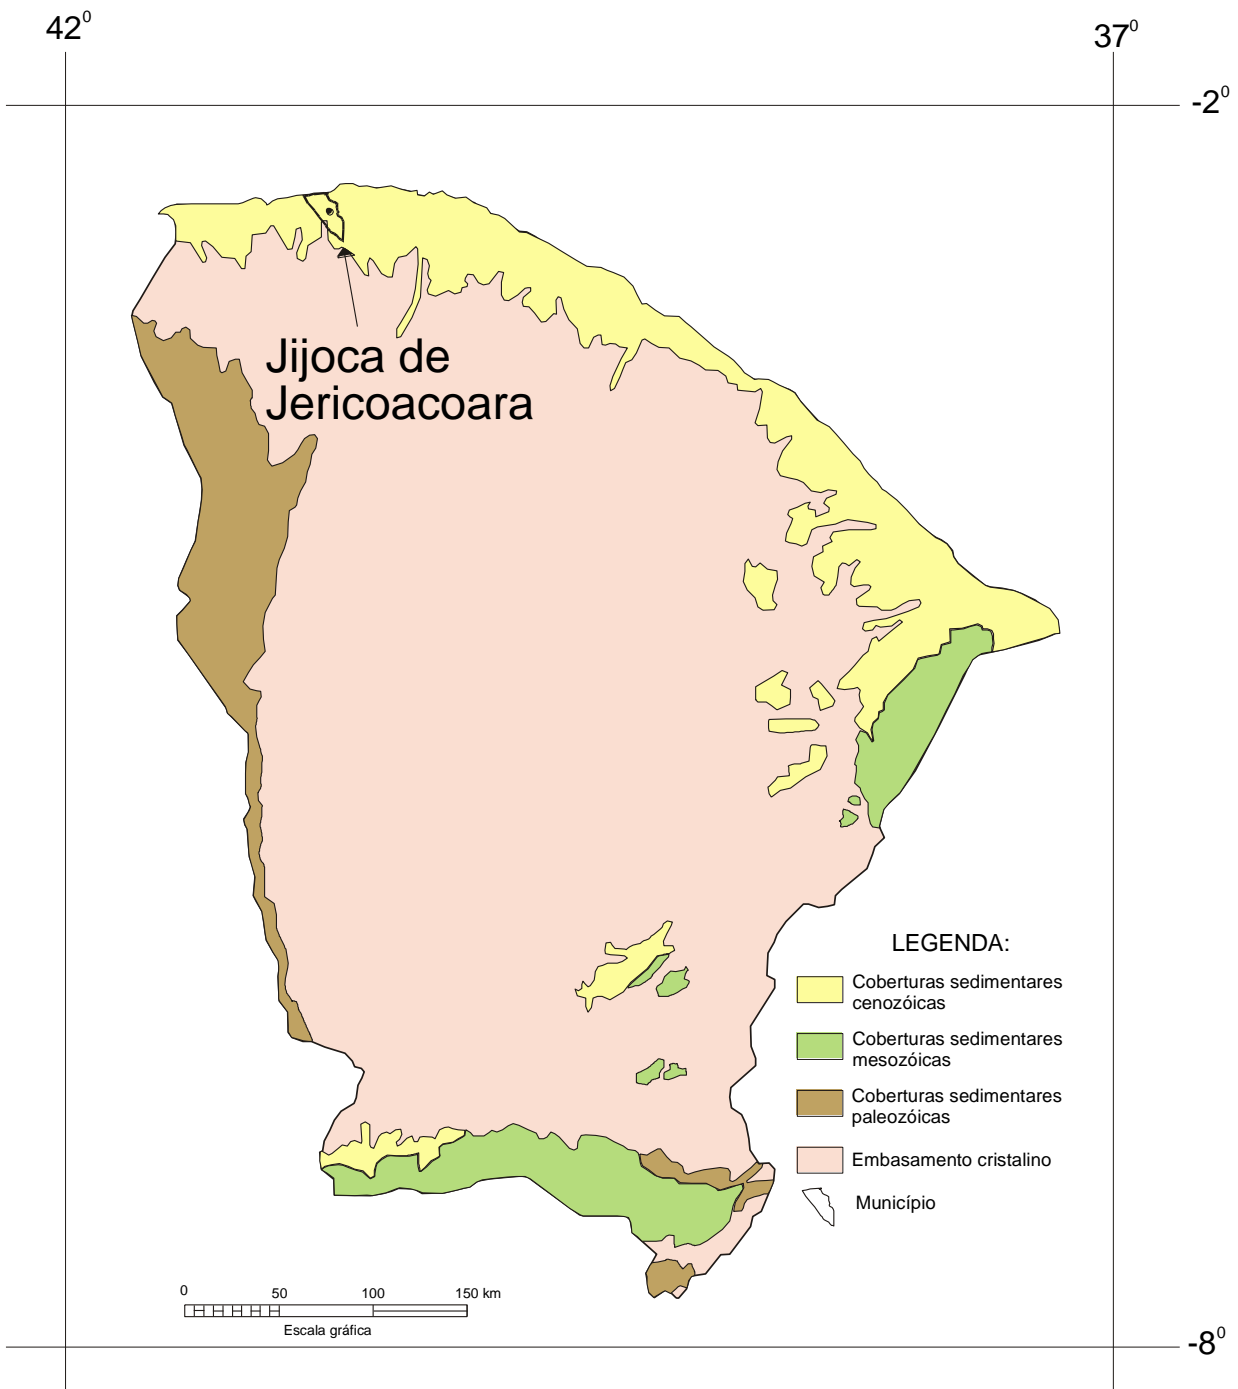 42⁰
37⁰
-2⁰
Jijoca de
Jericoacoara
LEGENDA:
Coberturas sedimentares
cenozóicas
Coberturas sedimentares
mesozóicas
Coberturas sedimentares
paleozóicas
Embasamento cristalino
Município
0 50 100 150 km
Escala gráfica
-8⁰